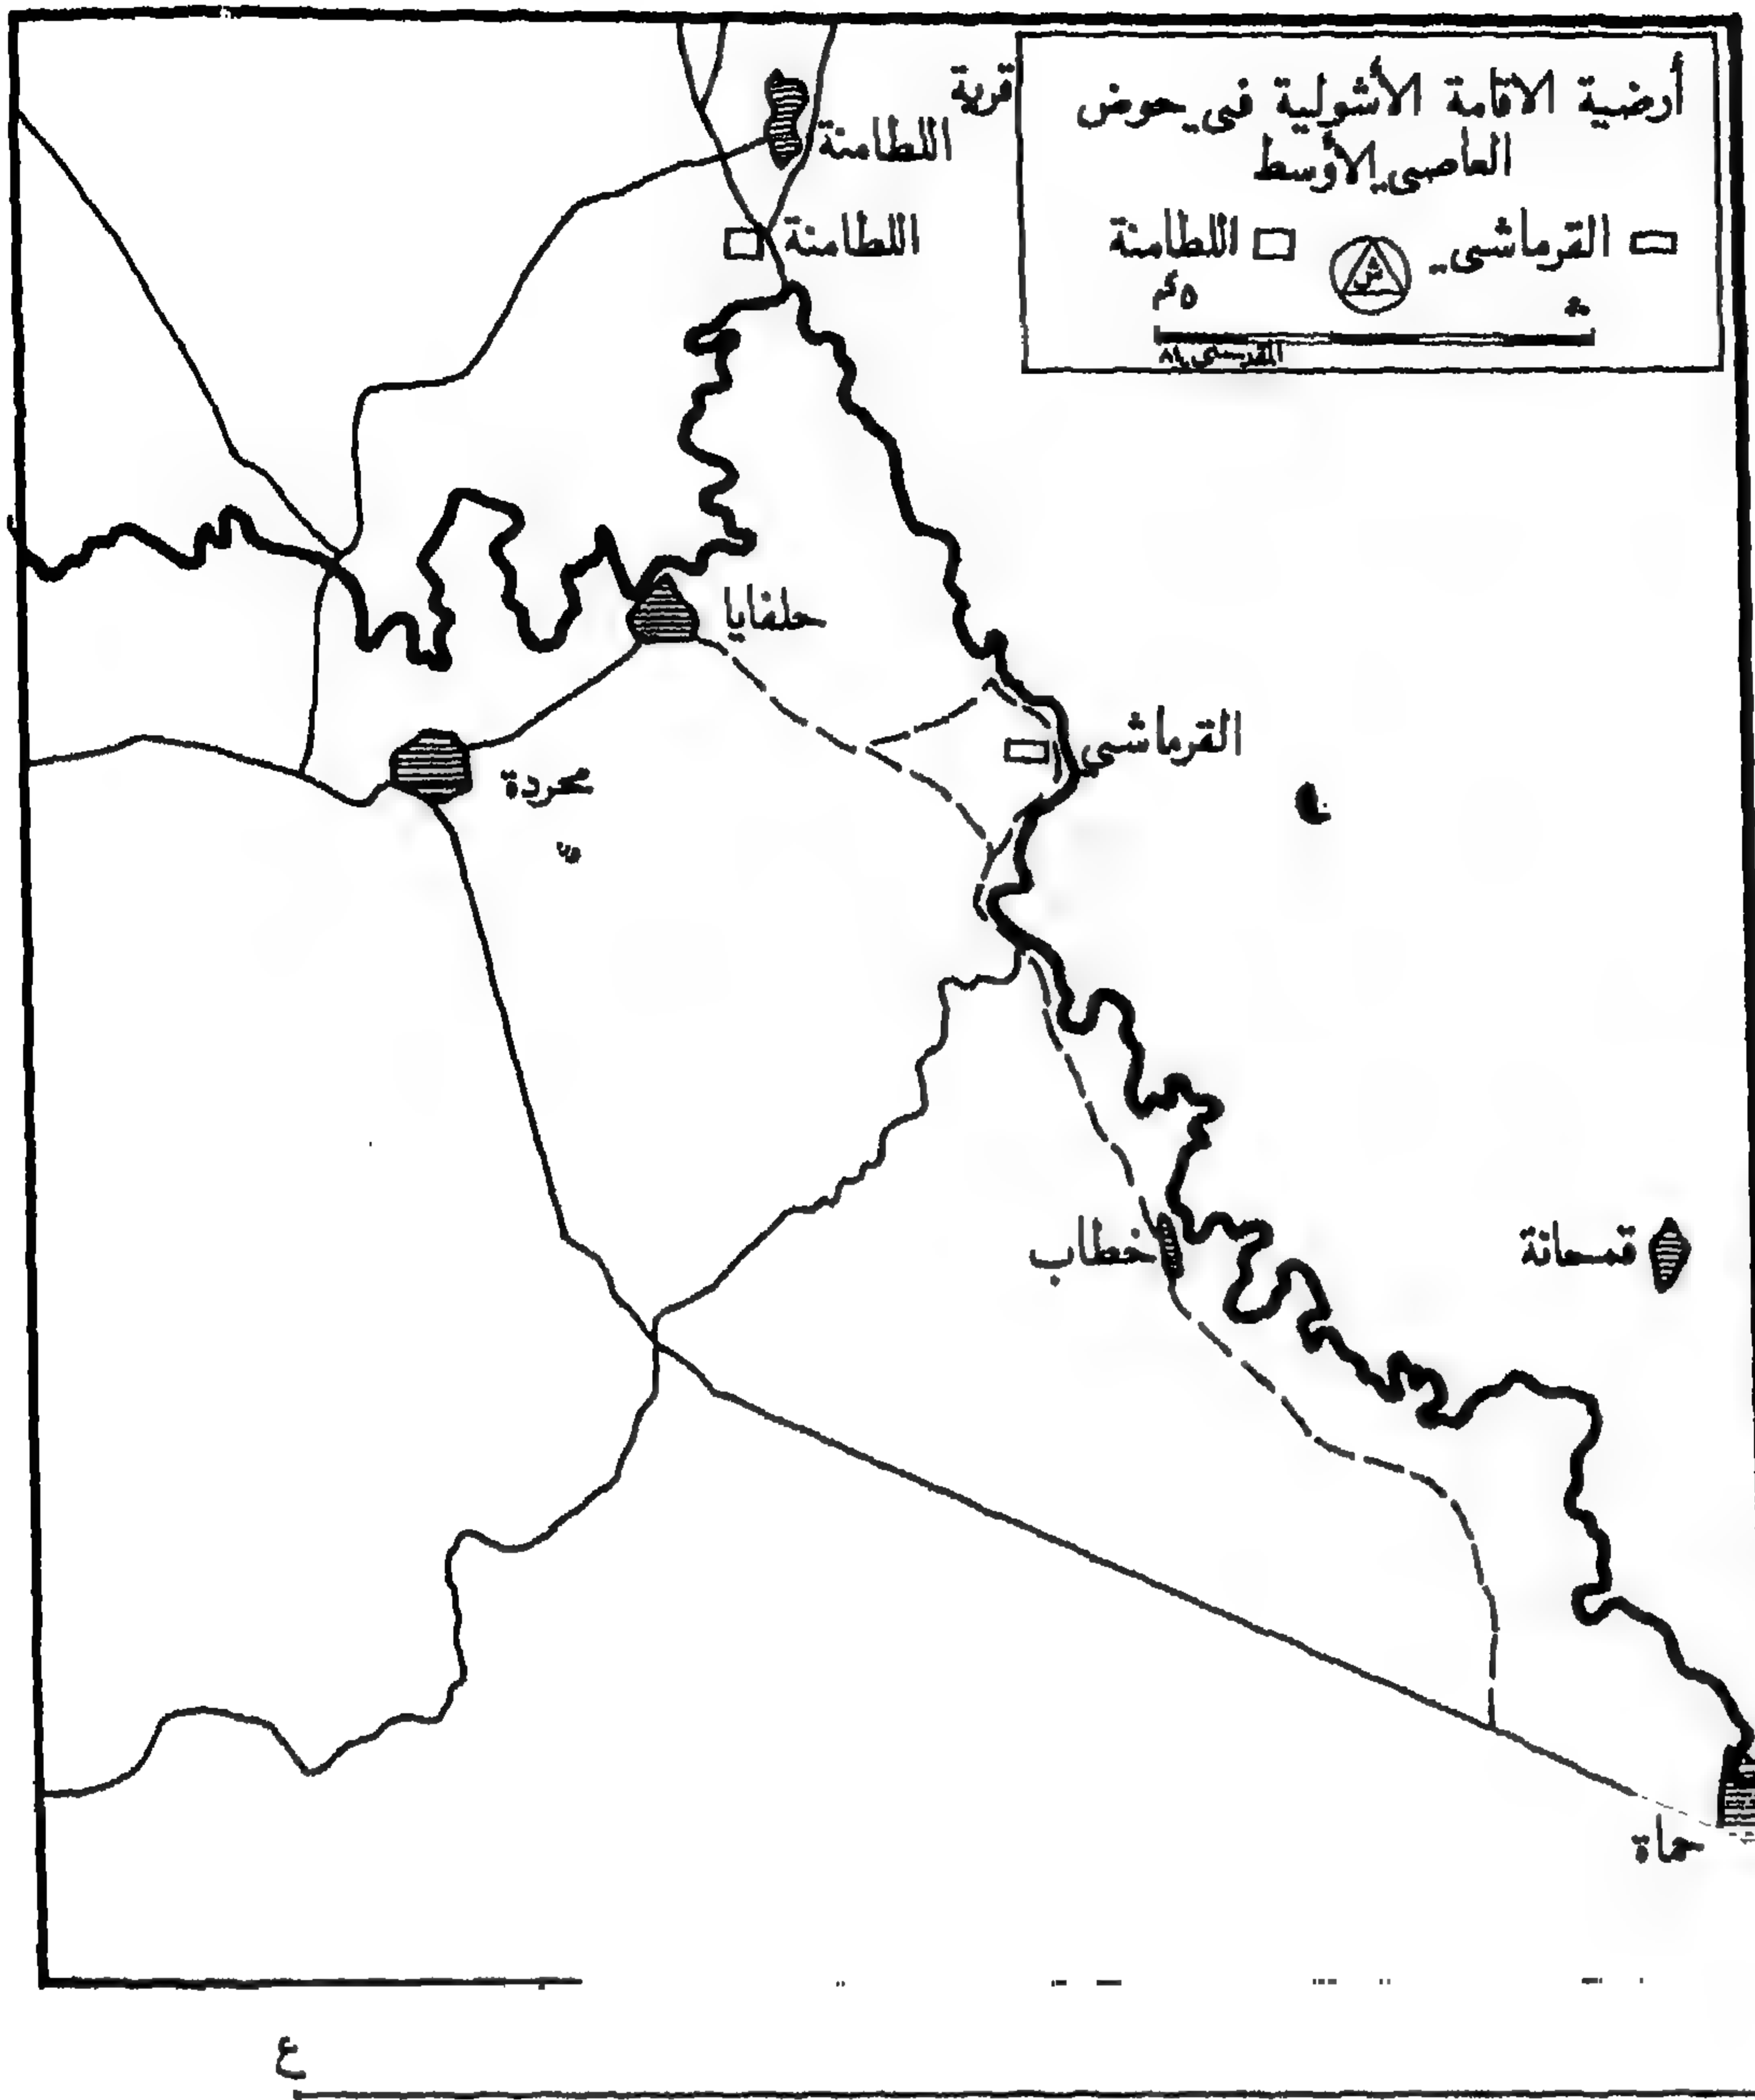 أرضية الاقامة الأشولية في حوض
العاصي الأوسط
القرماشي
اللطامنة
ش
٥كم
قرية
اللطامنة
اللطامنة
حلفايا
القرماشي
محردة
خطاب
قمحانة
حماة
ع